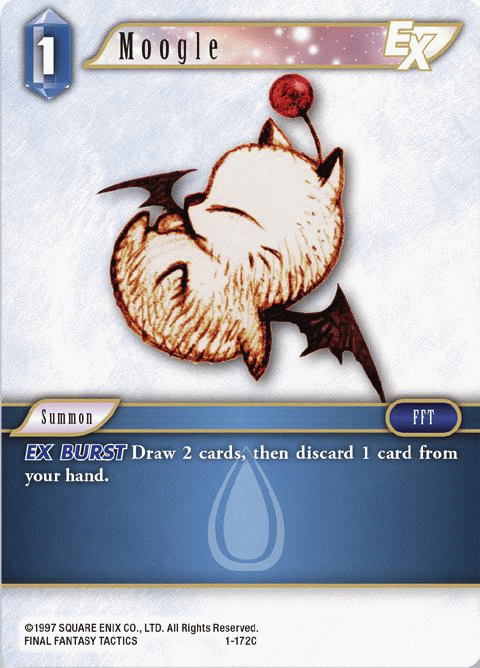 1
Moogle
EX
Summon
FFT
EX BURST Draw 2 cards, then discard 1 card from
your hand.
©1997 SQUARE ENIX CO., LTD. All Rights Reserved.
FINAL FANTASY TACTICS 1-172C